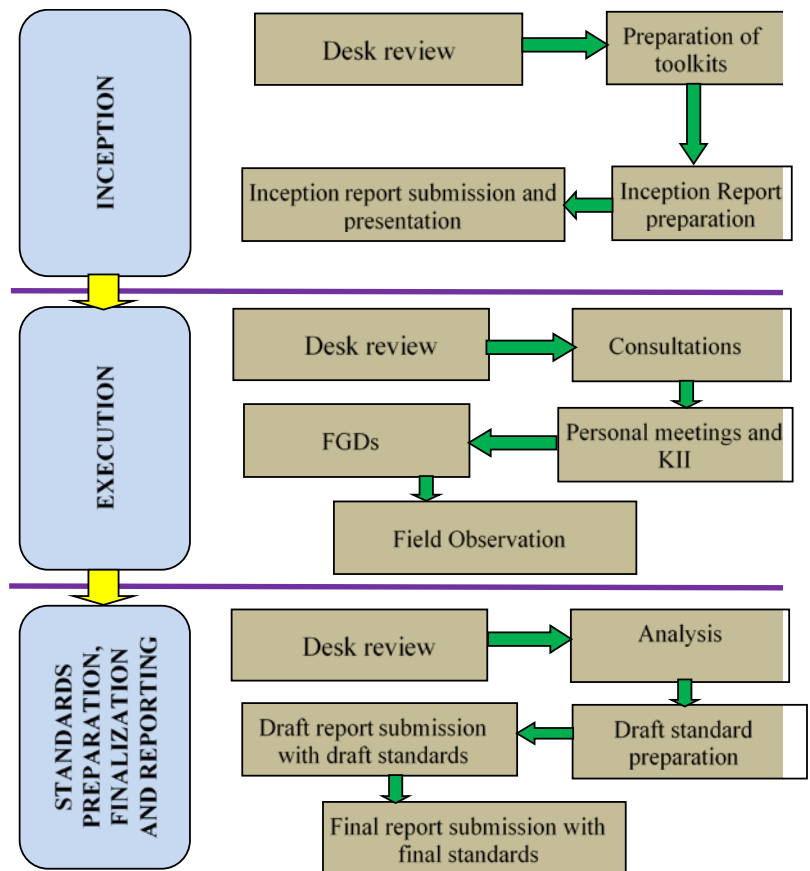 INCEPTION
Desk review
Preparation of
toolkits
Inception report submission and
presentation
Inception Report
preparation
EXECUTION
Desk review
Consultations
FGDs
Personal meetings and
KII
Field Observation
STANDARDS
PREPARATION,
FINALIZATION
AND REPORTING
Desk review
Analysis
Draft report submission
with draft standards
Draft standard
preparation
Final report submission with
final standards